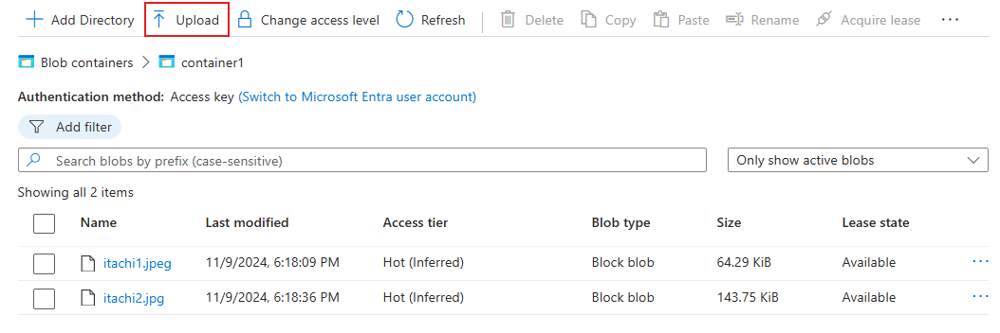 Add Directory Upload Change access level Refresh Delete Copy Paste Rename Acquire lease ...
Blob containers > container1
Authentication method: Access key (Switch to Microsoft Entra user account)
Add filter
Search blobs by prefix (case-sensitive) Only show active blobs
Showing all 2 items
Name Last modified Access tier Blob type Size Lease state
itachi1.jpeg 11/9/2024, 6:18:09 PM Hot (Inferred) Block blob 64.29 KiB Available ...
itachi2.jpg 11/9/2024, 6:18:36 PM Hot (Inferred) Block blob 143.75 KiB Available ...